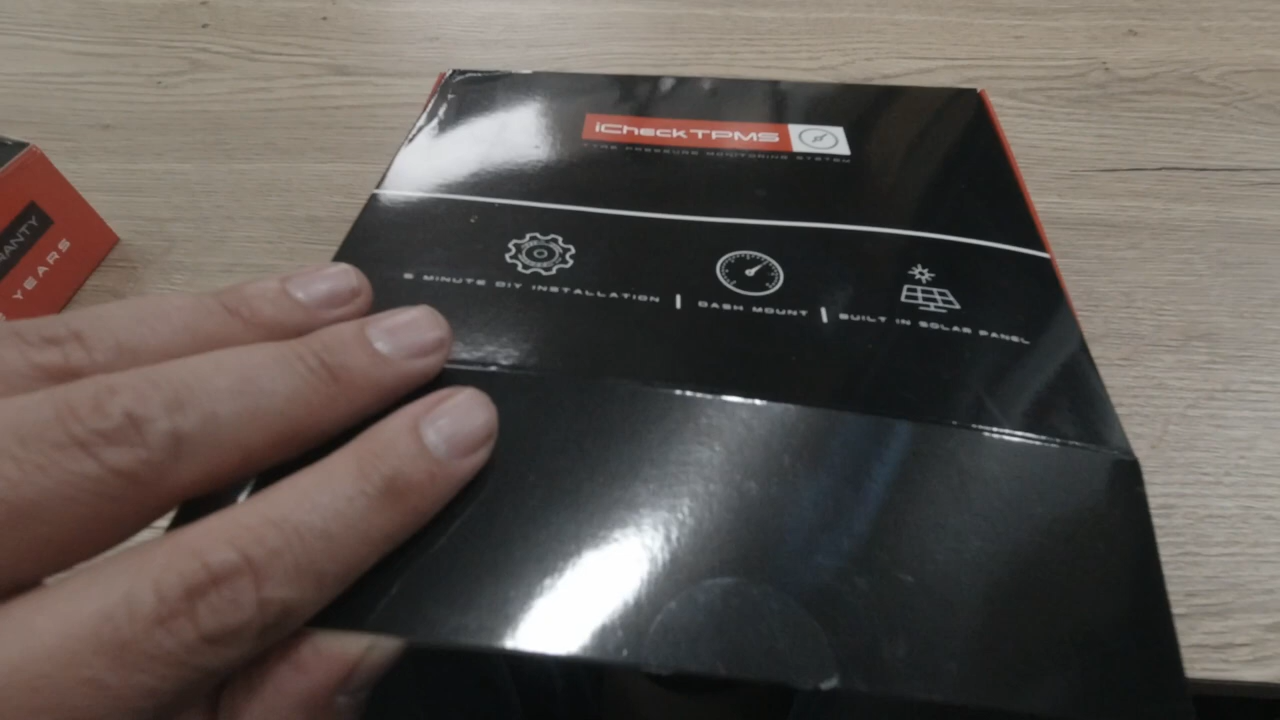 iCheckTPMS
TYRE PRESSURE MONITORING SYSTEM
5 MINUTE DIY INSTALLATION
DASH MOUNT
BUILT IN SOLAR PANEL
YEARS